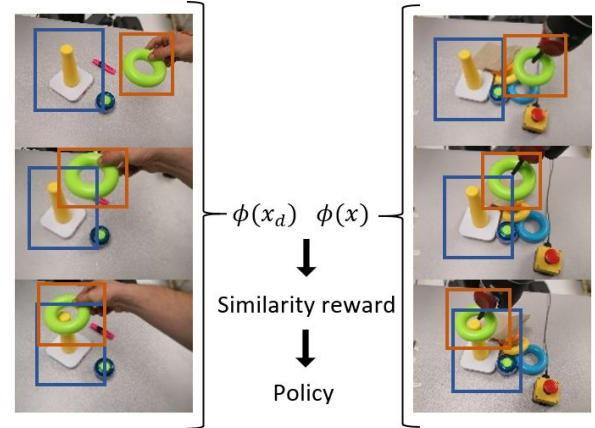 ϕ(x_d) ϕ(x)
Similarity reward
Policy